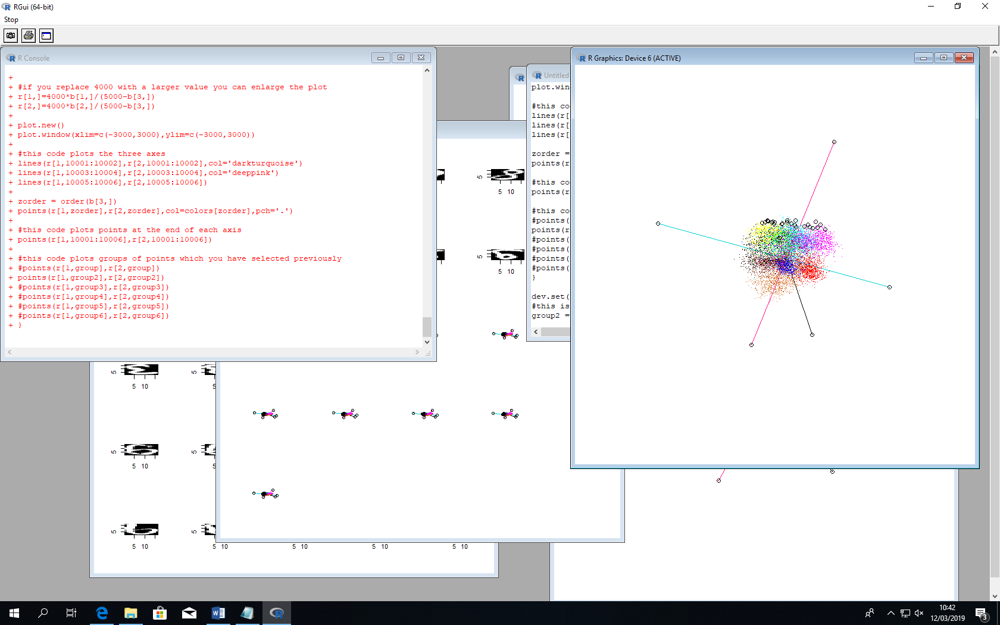 RGui (64-bit)
Stop
R Console
+
+ #if you replace 4000 with a larger value you can enlarge the plot
+ r[1,]=4000*b[1,]/(5000-b[3,])
+ r[2,]=4000*b[2,]/(5000-b[3,])
+
+ plot.new()
+ plot.window(xlim=c(-3000,3000),ylim=c(-3000,3000))
+
+ #this code plots the three axes
+ lines(r[1,10001:10002],r[2,10001:10002],col='darkturquoise')
+ lines(r[1,10003:10004],r[2,10003:10004],col='deeppink')
+ lines(r[1,10005:10006],r[2,10005:10006])
+
+ zorder = order(b[3,])
+ points(r[1,zorder],r[2,zorder],col=colors[zorder],pch='.')
+
+ #this code plots points at the end of each axis
+ points(r[1,10001:10006],r[2,10001:10006])
+
+ #this code plots groups of points which you have selected previously
+ #points(r[1,group],r[2,group])
+ points(r[1,group2],r[2,group2])
+ #points(r[1,group3],r[2,group3])
+ #points(r[1,group4],r[2,group4])
+ #points(r[1,group5],r[2,group5])
+ #points(r[1,group6],r[2,group6])
+ }
Untitled
plot.win
#this co
lines(r[
lines(r[
lines(r[
zorder =
points(r
#this co
points(r
#this co
#points(
points(r
#points(
#points(
#points(
#points(
}
dev.set(
#this is
group2 =
R Graphics: Device 6 (ACTIVE)
5
5 10
5
5 10
5 5
5 10 5
5 5
5 10 5
5 5
5 10 5 10 5 10 5 10 5 10
10:42
12/03/2019
3